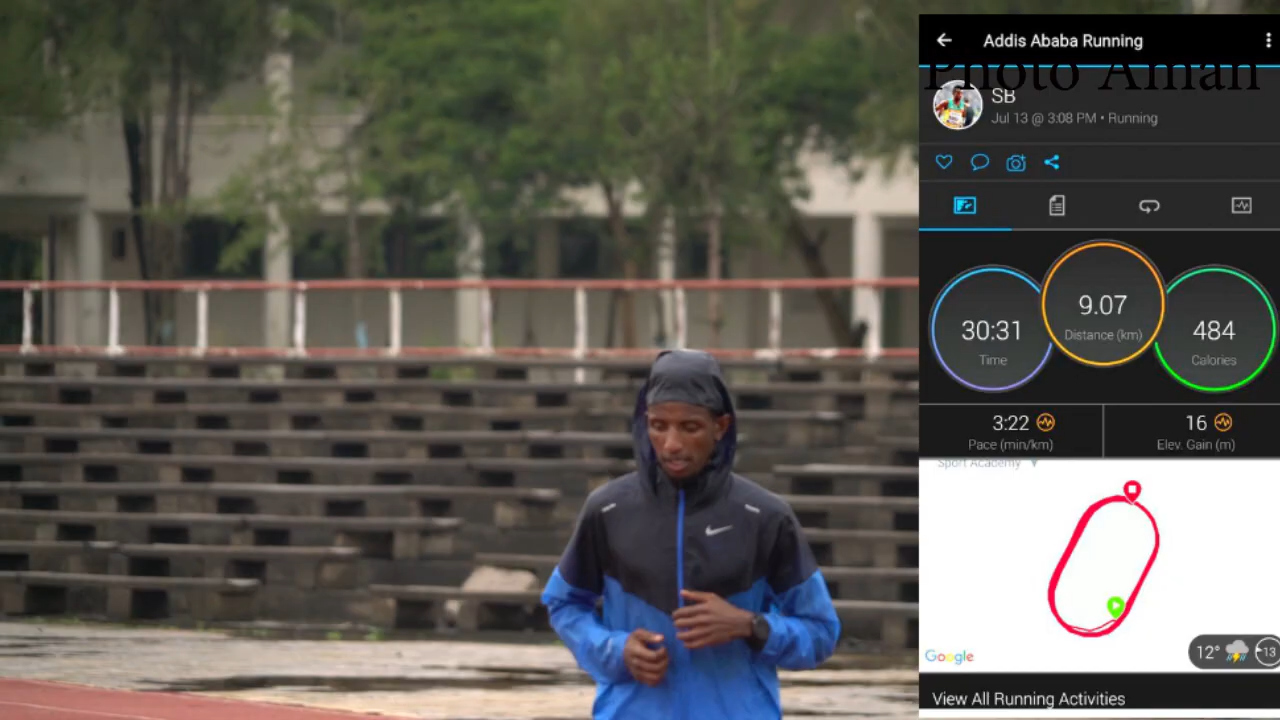 Addis Ababa Running
Photo Aman
SB
Jul 13 @ 3:08 PM • Running
30:31
Time
9.07
Distance (km)
484
Calories
3:22
Pace (min/km)
16
Elev. Gain (m)
Sport Academy
Google
12°
13
View All Running Activities